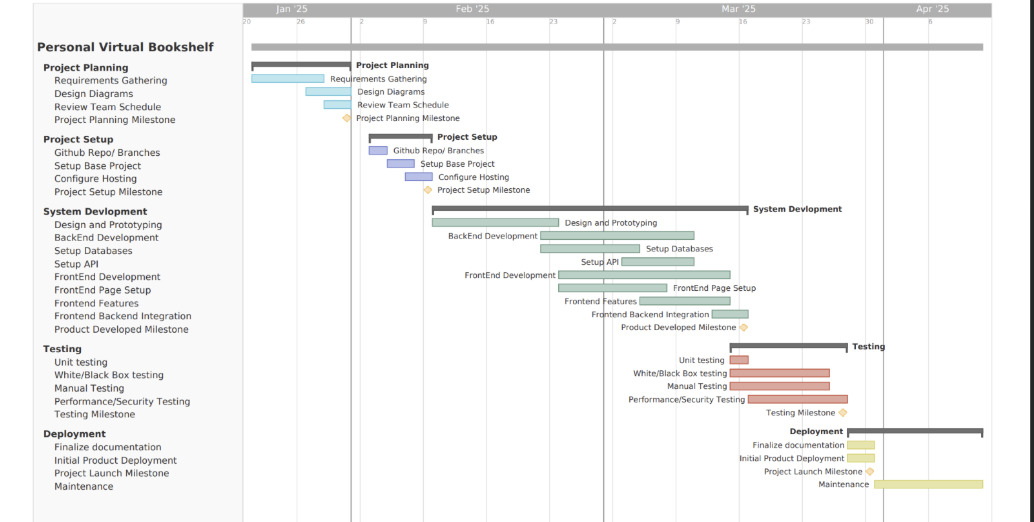 Jan '25 Feb '25 Mar '25 Apr '25
20 26 2 9 16 23 2 9 16 23 30 6
Personal Virtual Bookshelf
Project Planning Project Planning
Requirements Gathering Requirements Gathering
Design Diagrams Design Diagrams
Review Team Schedule Review Team Schedule
Project Planning Milestone Project Planning Milestone
Project Setup Project Setup
Github Repo/ Branches Github Repo/ Branches
Setup Base Project Setup Base Project
Configure Hosting Configure Hosting
Project Setup Milestone Project Setup Milestone
System Devlopment System Devlopment
Design and Prototyping Design and Prototyping
BackEnd Development BackEnd Development
Setup Databases Setup Databases
Setup API Setup API
FrontEnd Development FrontEnd Development
FrontEnd Page Setup FrontEnd Page Setup
Frontend Features Frontend Features
Frontend Backend Integration Frontend Backend Integration
Product Developed Milestone Product Developed Milestone
Testing Testing
Unit testing Unit testing
White/Black Box testing White/Black Box testing
Manual Testing Manual Testing
Performance/Security Testing Performance/Security Testing
Testing Milestone Testing Milestone
Deployment Deployment
Finalize documentation Finalize documentation
Initial Product Deployment Initial Product Deployment
Project Launch Milestone Project Launch Milestone
Maintenance Maintenance